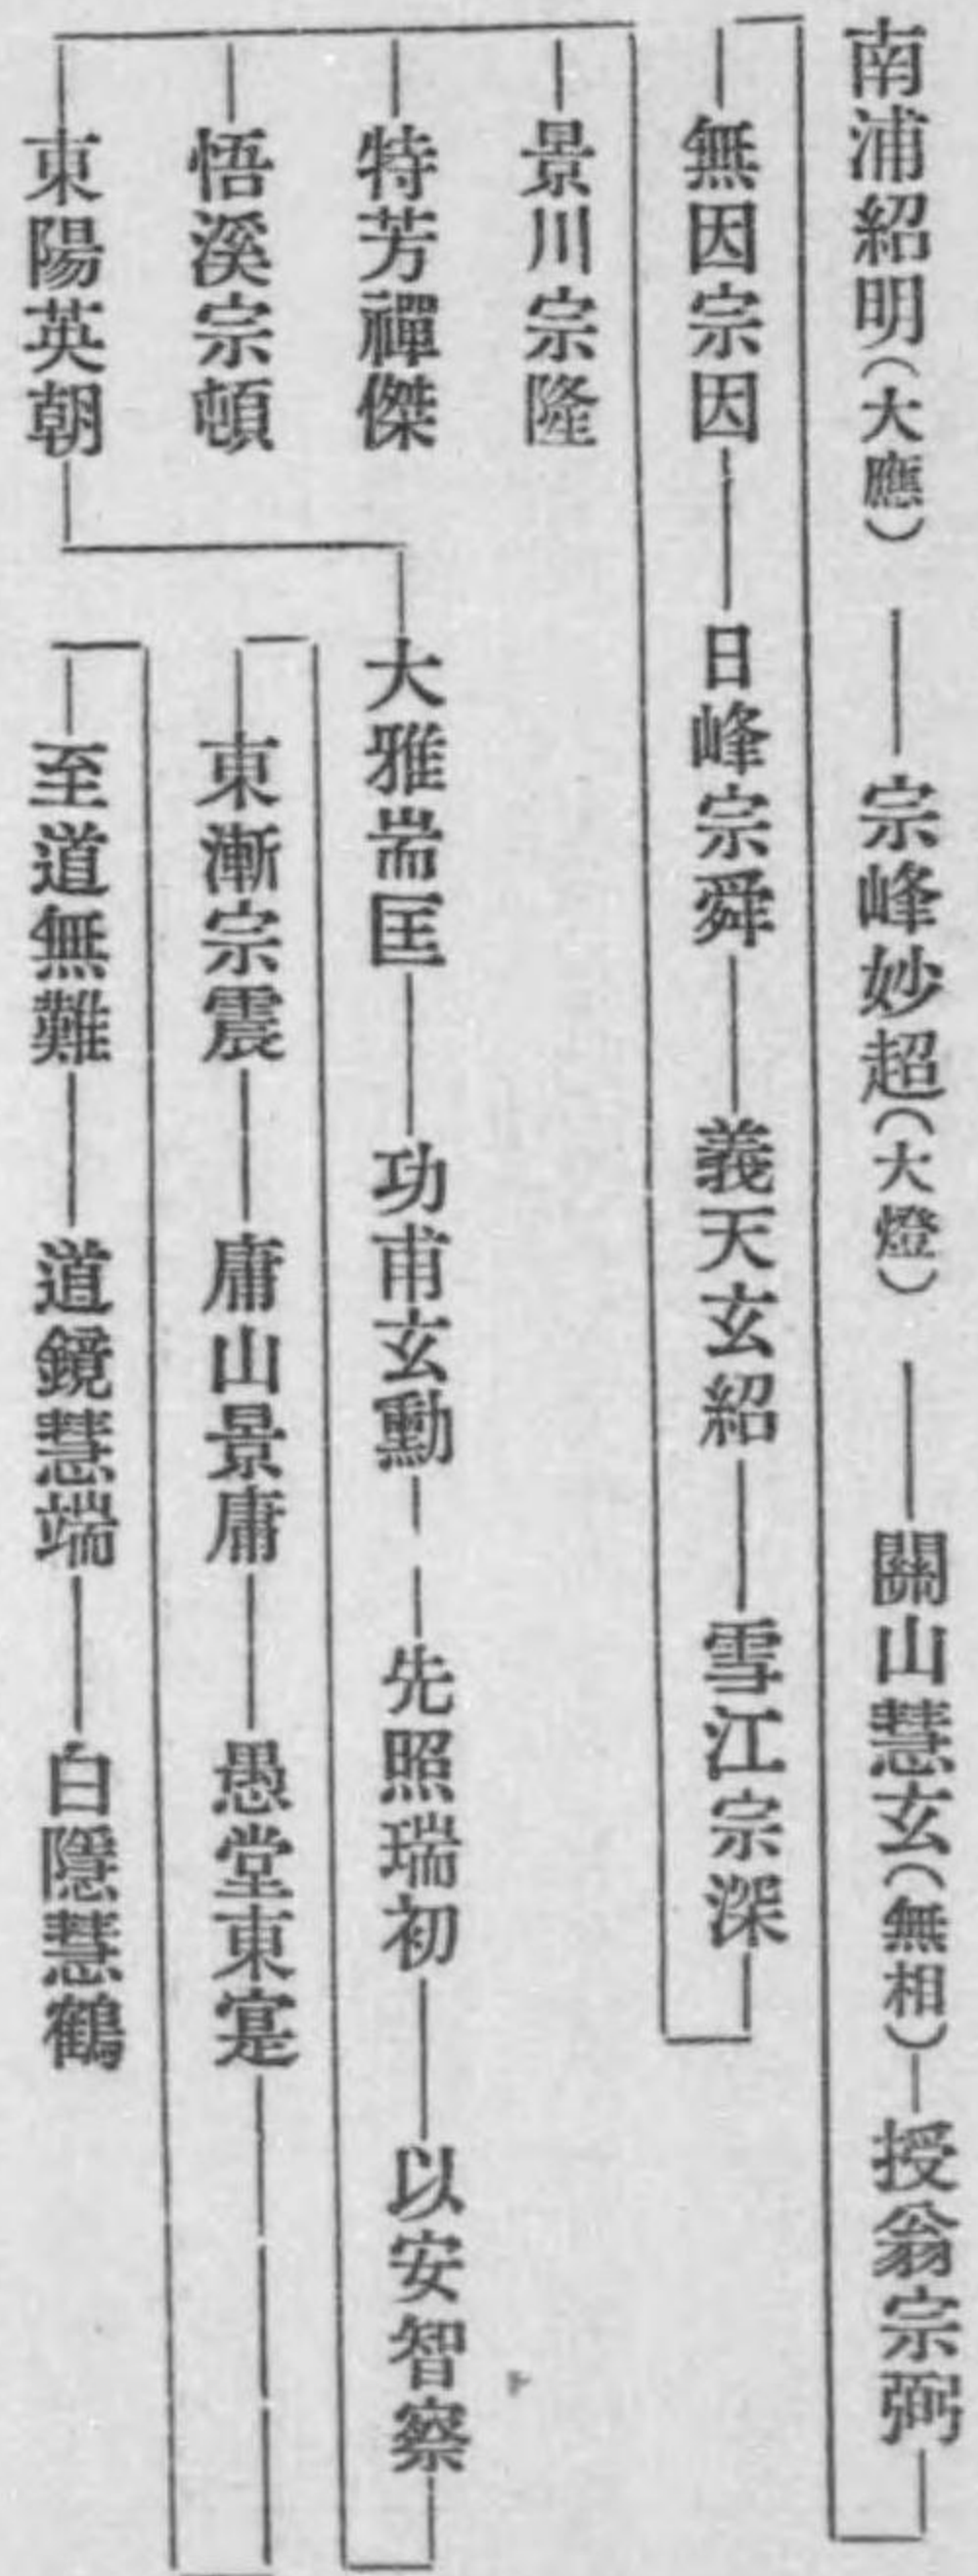 南浦紹明(大應)——宗峰妙超(大燈)——關山慧玄(無相)—授翁宗弼
—無因宗因——日峰宗舜——義天玄紹——雪江宗深
—景川宗隆
—特芳禪傑
—悟溪宗頓
—東陽英朝
—大雅耑匡——功甫玄勳——先照瑞初——以安智察
—東漸宗震——庸山景庸——愚堂東寔
—至道無難——道鏡慧端——白隱慧鶴